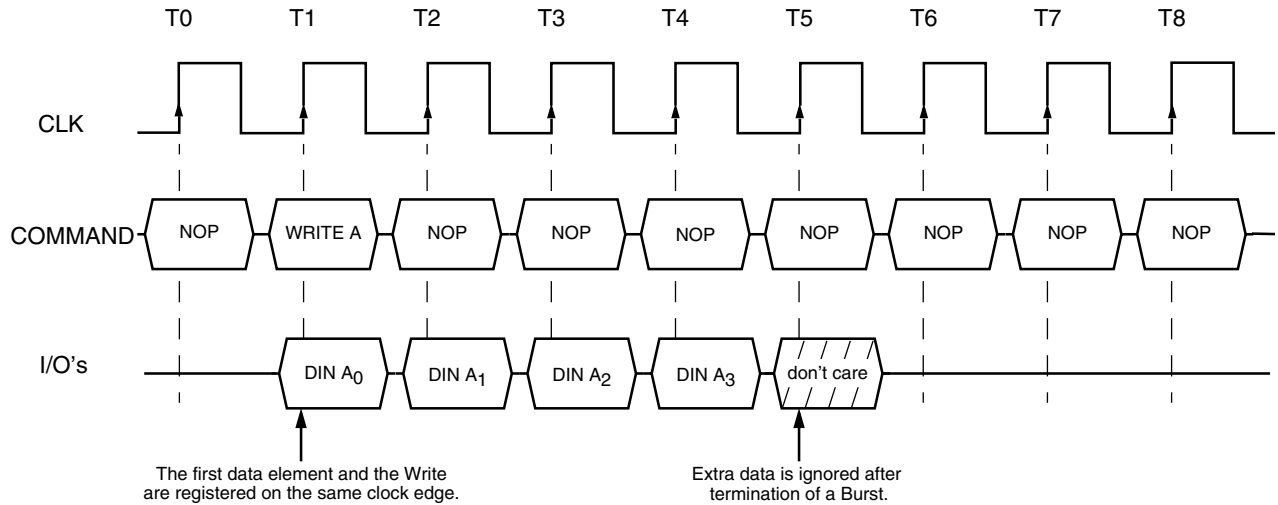 T0 T1 T2 T3 T4 T5 T6 T7 T8
CLK
COMMAND NOP WRITE A NOP NOP NOP NOP NOP NOP NOP
I/O's DIN A0 DIN A1 DIN A2 DIN A3 don't care
The first data element and the Write
are registered on the same clock edge.
Extra data is ignored after
termination of a Burst.